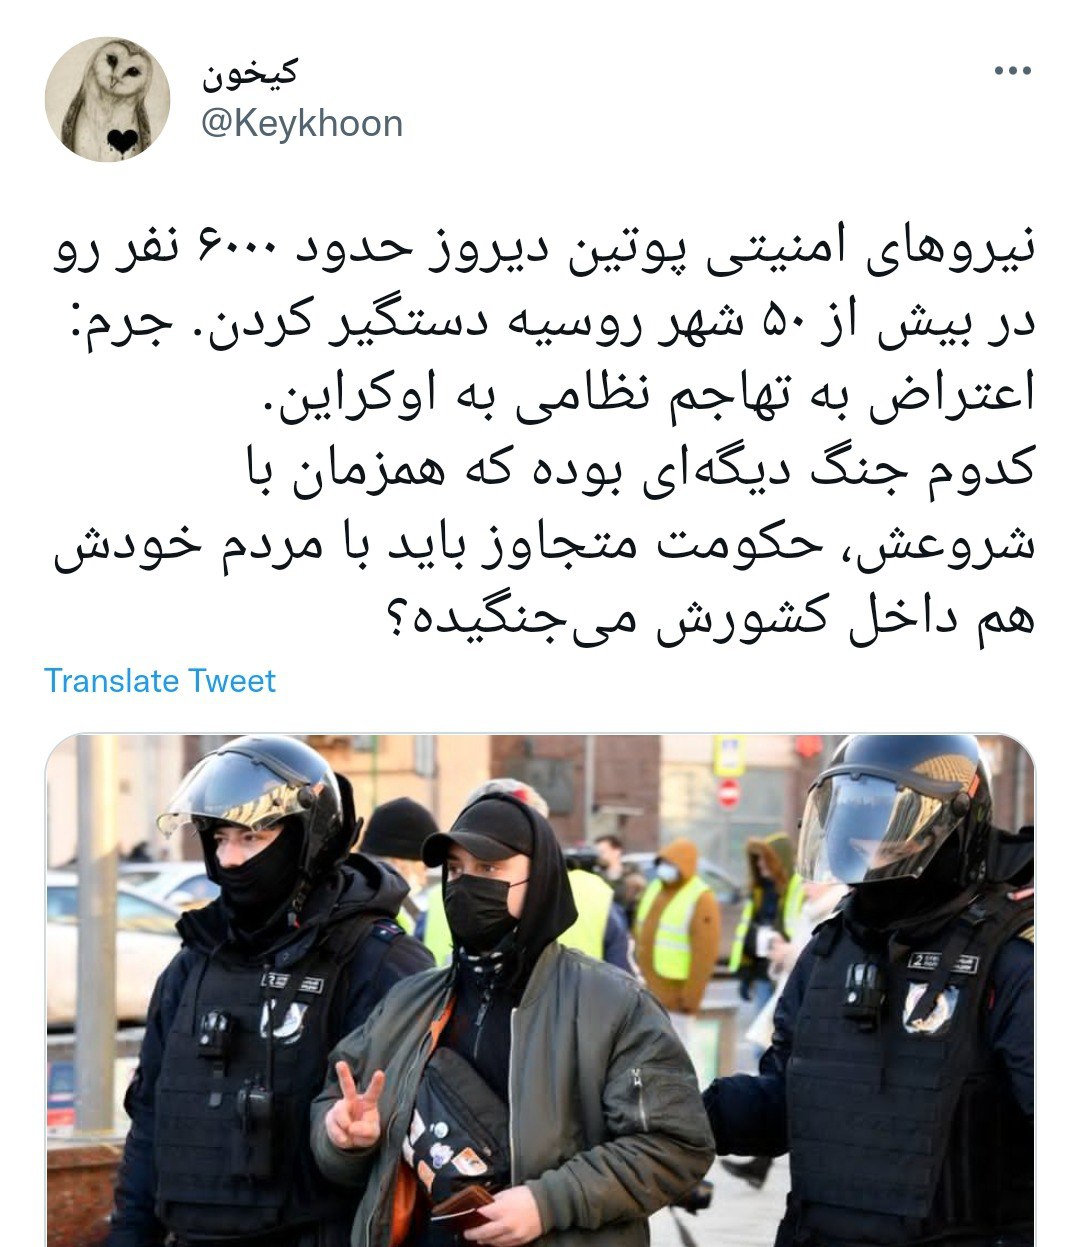 کیخون
@Keykhoon
نیروهای امنیتی پوتین دیروز حدود ۶۰۰۰ نفر رو
در بیش از ۵۰ شهر روسیه دستگیر کردن. جرم:
اعتراض به تهاجم نظامی به اوکراین.
کدوم جنگ دیگه‌ای بوده که همزمان با
شروعش، حکومت متجاوز باید با مردم خودش
هم داخل کشورش می‌جنگیده؟
Translate Tweet